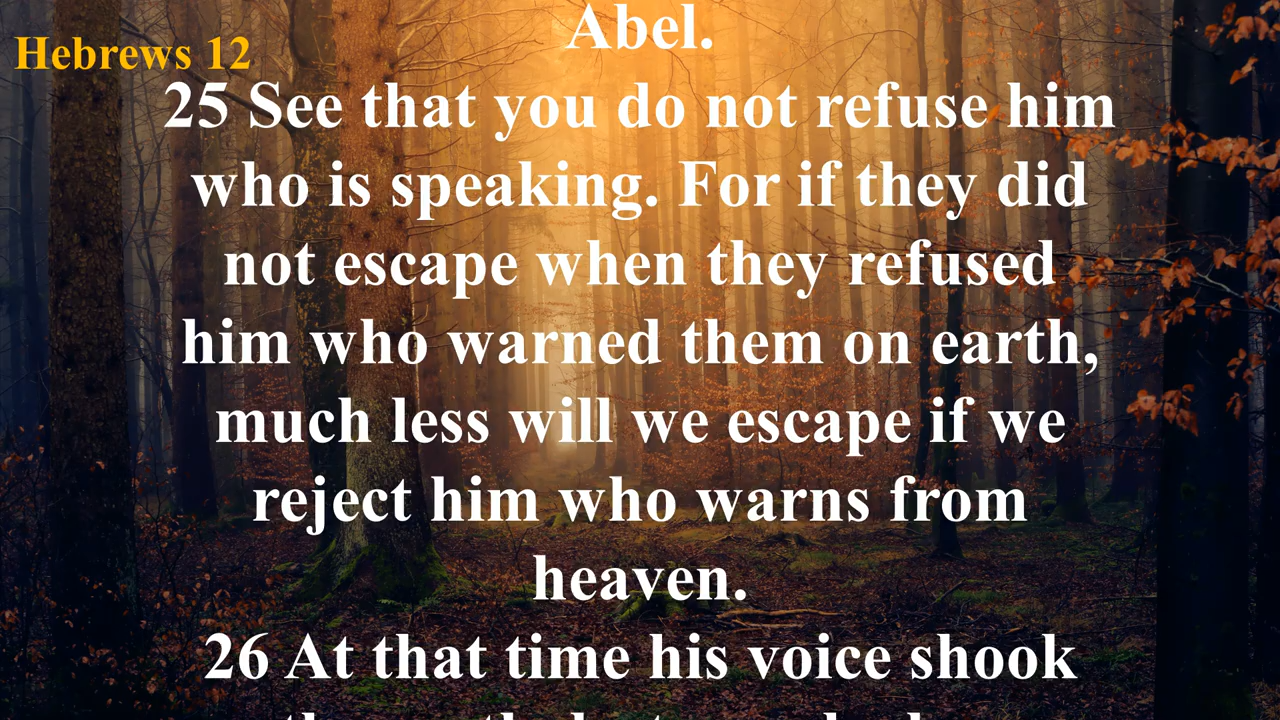 Abel.
Hebrews 12
25 See that you do not refuse him
who is speaking. For if they did
not escape when they refused
him who warned them on earth,
much less will we escape if we
reject him who warns from
heaven.
26 At that time his voice shook